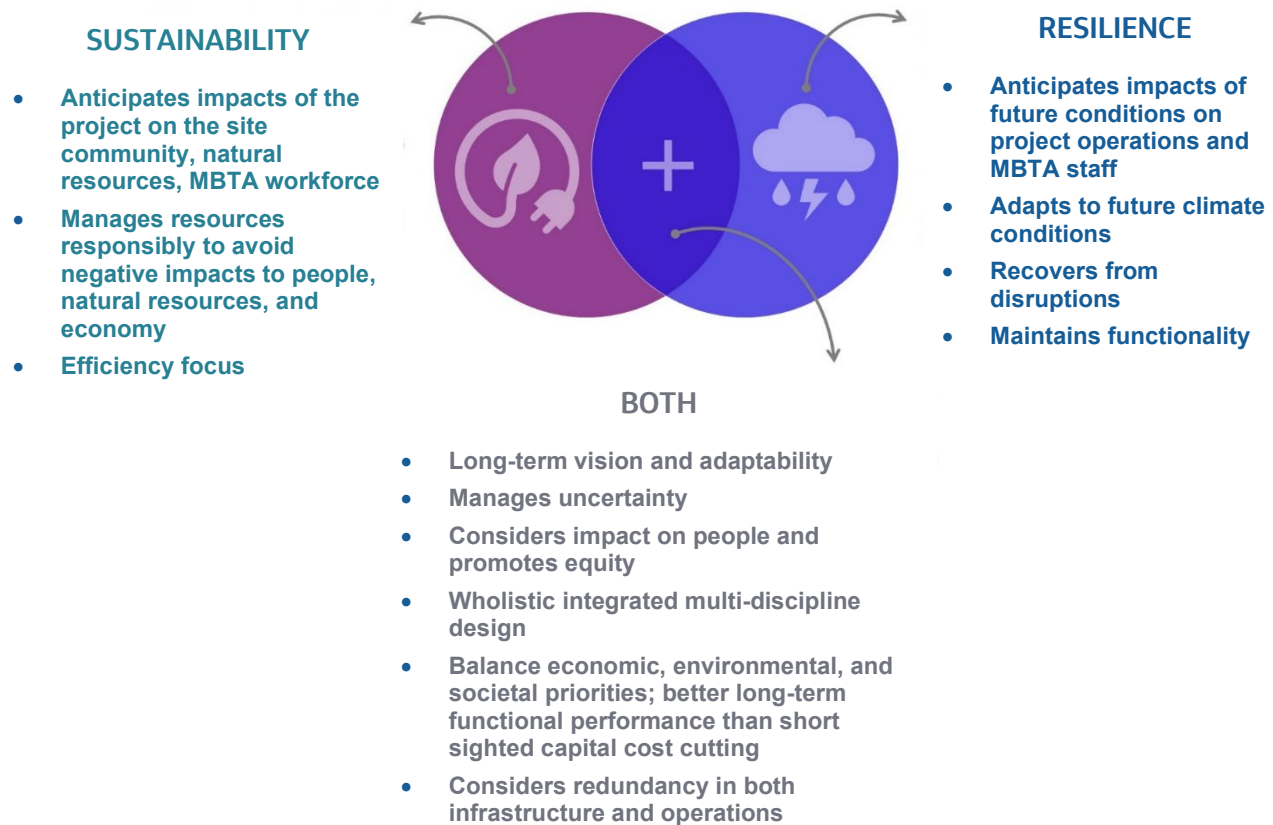 SUSTAINABILITY
• Anticipates impacts of the
project on the site
community, natural
resources, MBTA workforce
• Manages resources
responsibly to avoid
negative impacts to people,
natural resources, and
economy
• Efficiency focus
+
RESILIENCE
• Anticipates impacts of
future conditions on
project operations and
MBTA staff
• Adapts to future climate
conditions
• Recovers from
disruptions
• Maintains functionality
BOTH
• Long-term vision and adaptability
• Manages uncertainty
• Considers impact on people and
promotes equity
• Wholistic integrated multi-discipline
design
• Balance economic, environmental, and
societal priorities; better long-term
functional performance than short
sighted capital cost cutting
• Considers redundancy in both
infrastructure and operations